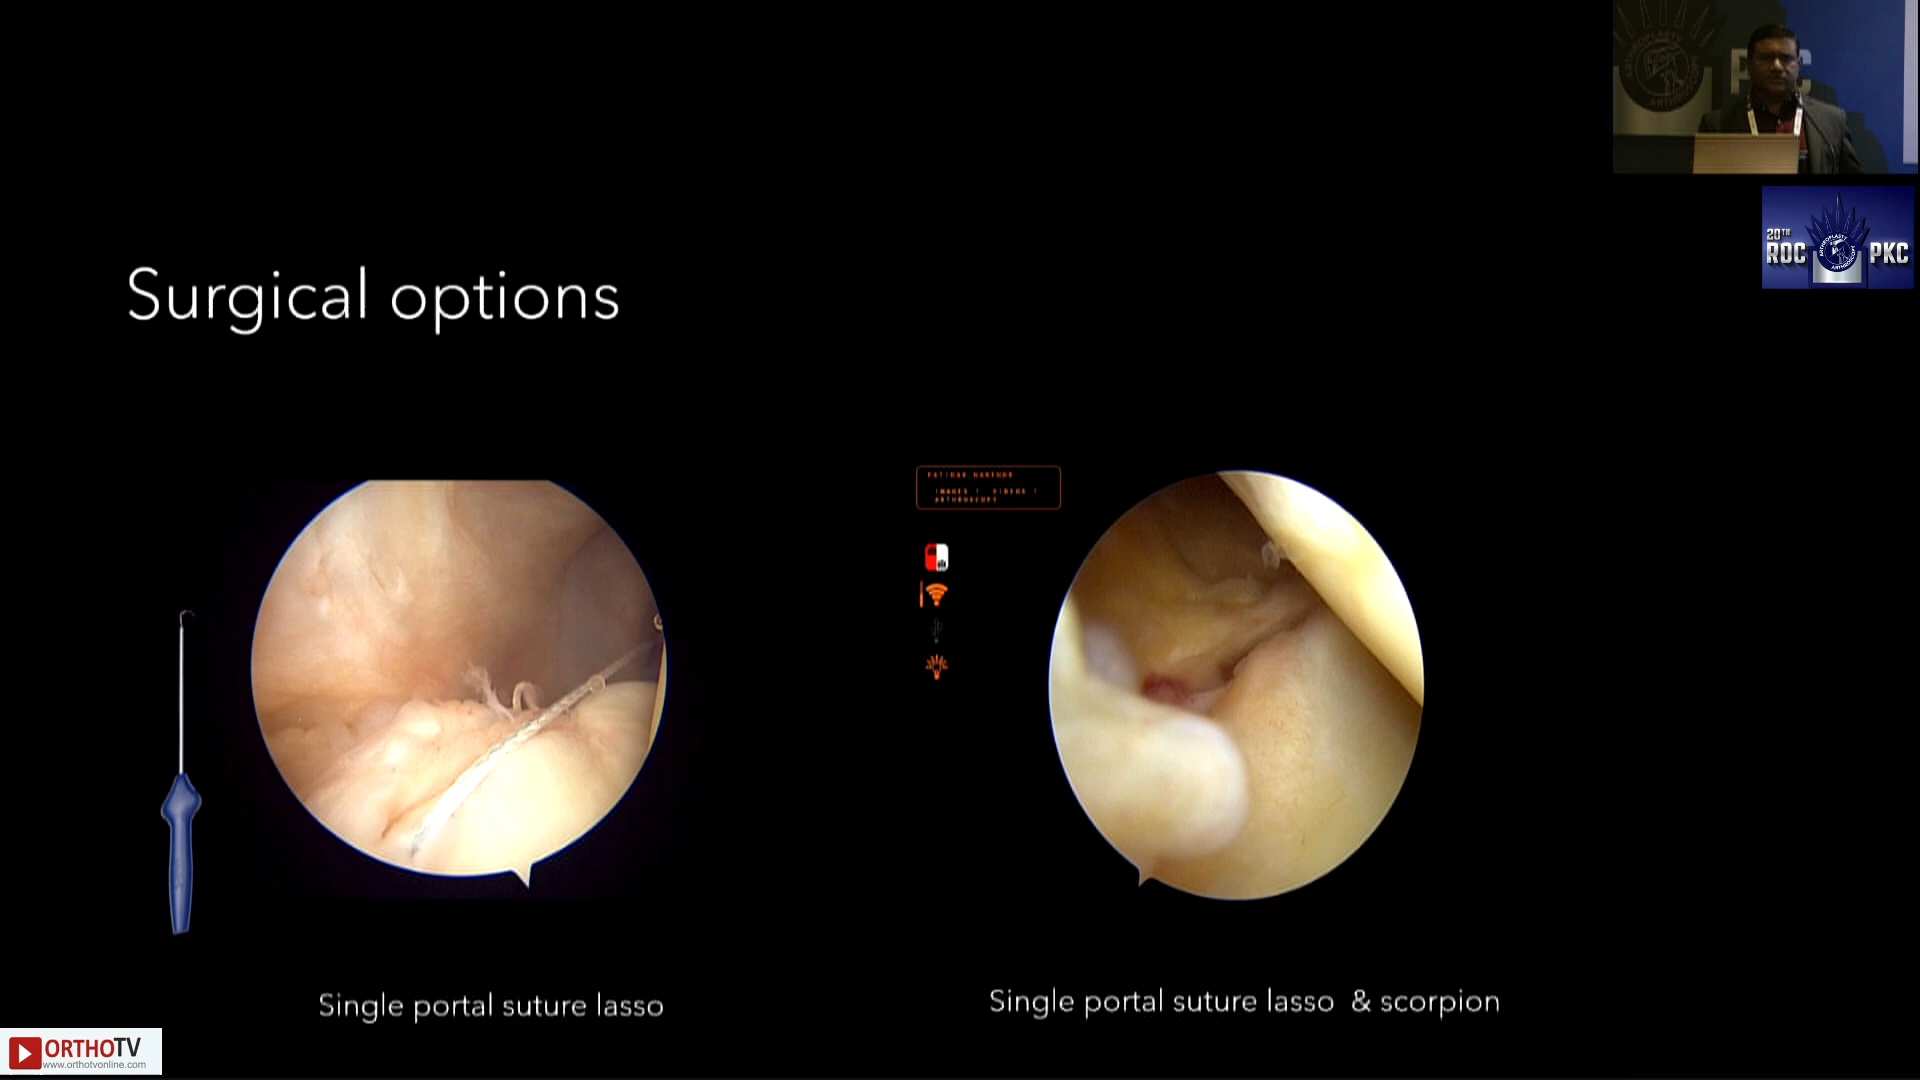 20TH
ROC
PKC
Surgical options
Single portal suture lasso
Single portal suture lasso & scorpion
ORTHOTV
www.orthotvonline.com